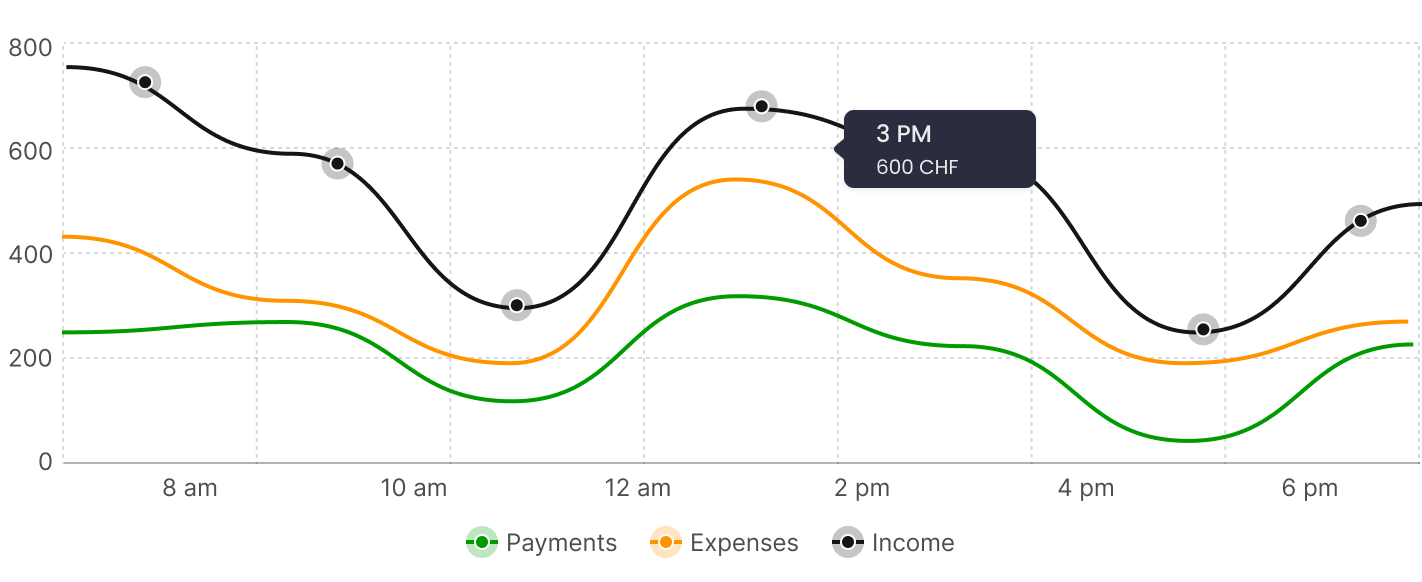 800
600
400
200
0
3 PM
600 CHF
8 am
10 am
12 am
2 pm
4 pm
6 pm
Payments
Expenses
Income